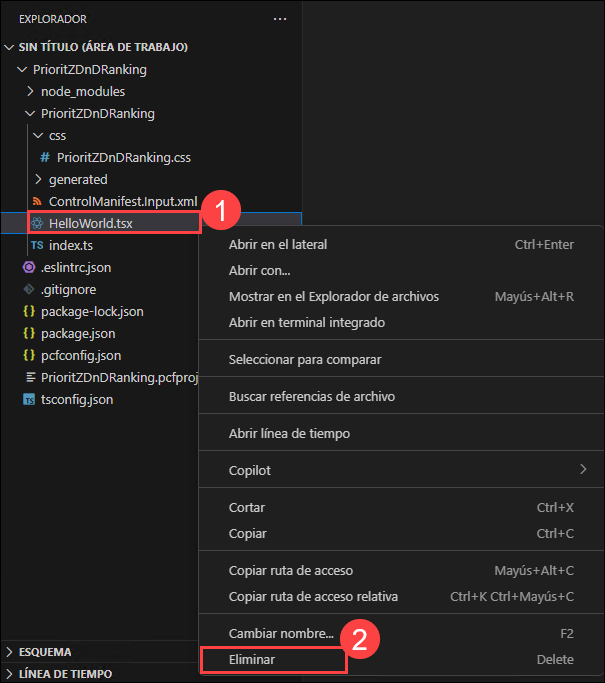 EXPLORADOR
SIN TÍTULO (ÁREA DE TRABAJO)
PrioritZDnDRanking
node_modules
PrioritZDnDRanking
css
# PrioritZDnDRanking.css
generated
ControlManifest.Input.xml
1
HelloWorld.tsx
TS index.ts
.eslintrc.json
.gitignore
{} package-lock.json
{} package.json
{} pcfconfig.json
PrioritZDnDRanking.pcfproj
TS tsconfig.json
Abrir en el lateral Ctrl+Enter
Abrir con...
Mostrar en el Explorador de archivos Mayús+Alt+R
Abrir en terminal integrado
Seleccionar para comparar
Buscar referencias de archivo
Abrir línea de tiempo
Copilot
Cortar Ctrl+X
Copiar Ctrl+C
Copiar ruta de acceso Mayús+Alt+C
Copiar ruta de acceso relativa Ctrl+K Ctrl+Mayús+C
Cambiar nombre... F2
2
Eliminar Delete
ESQUEMA
LÍNEA DE TIEMPO